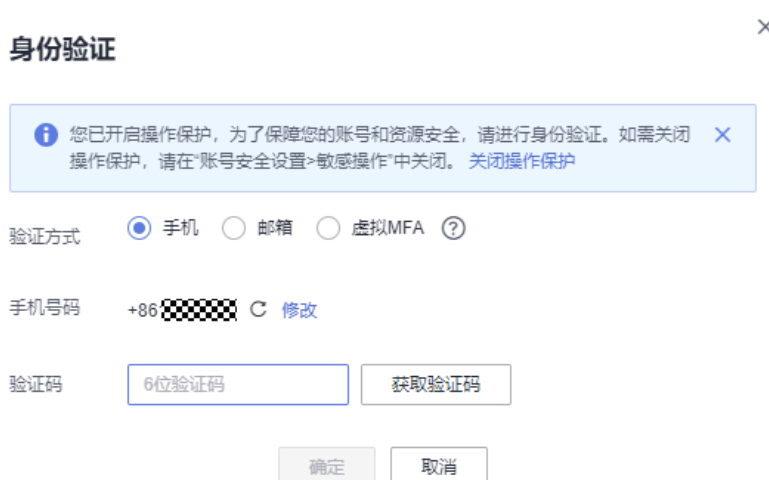 身份验证
您已开启操作保护，为了保障您的账号和资源安全，请进行身份验证。如需关闭
操作保护，请在“账号安全设置>敏感操作”中关闭。 关闭操作保护
验证方式 手机 邮箱 虚拟MFA ?
手机号码 +86 修改
验证码 6位验证码 获取验证码
确定 取消